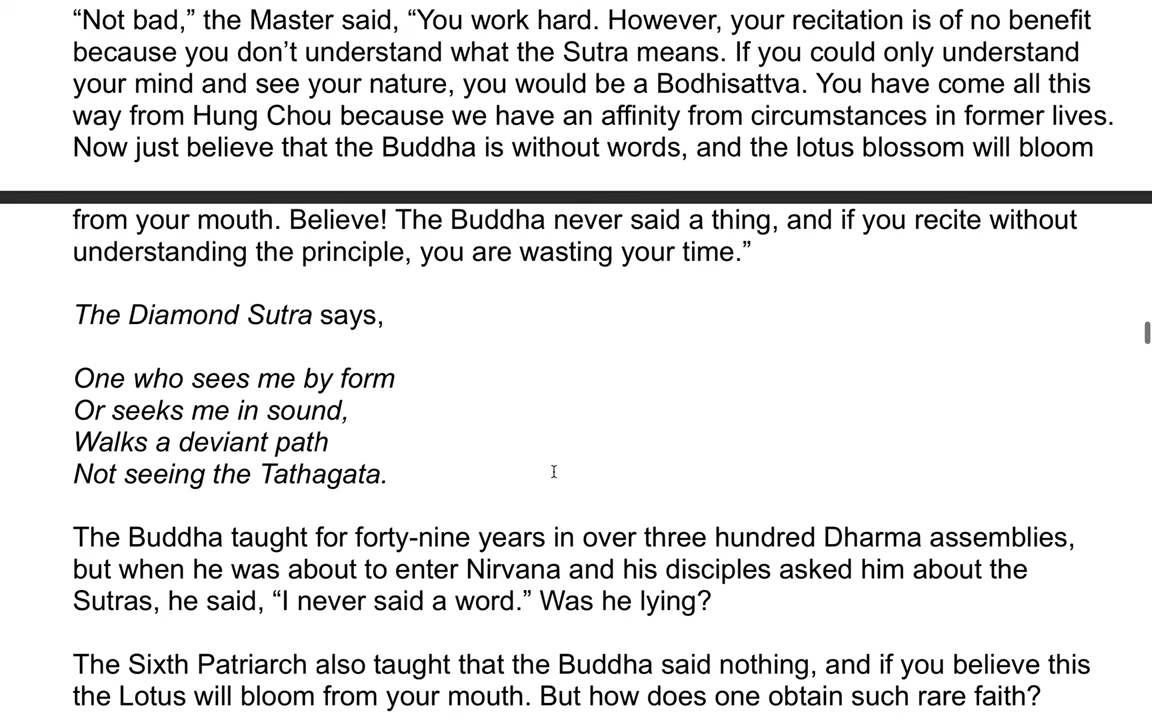 “Not bad,” the Master said, “You work hard. However, your recitation is of no benefit
because you don’t understand what the Sutra means. If you could only understand
your mind and see your nature, you would be a Bodhisattva. You have come all this
way from Hung Chou because we have an affinity from circumstances in former lives.
Now just believe that the Buddha is without words, and the lotus blossom will bloom
from your mouth. Believe! The Buddha never said a thing, and if you recite without
understanding the principle, you are wasting your time.”
The Diamond Sutra says,
One who sees me by form
Or seeks me in sound,
Walks a deviant path
Not seeing the Tathagata.
The Buddha taught for forty-nine years in over three hundred Dharma assemblies,
but when he was about to enter Nirvana and his disciples asked him about the
Sutras, he said, “I never said a word.” Was he lying?
The Sixth Patriarch also taught that the Buddha said nothing, and if you believe this
the Lotus will bloom from your mouth. But how does one obtain such rare faith?